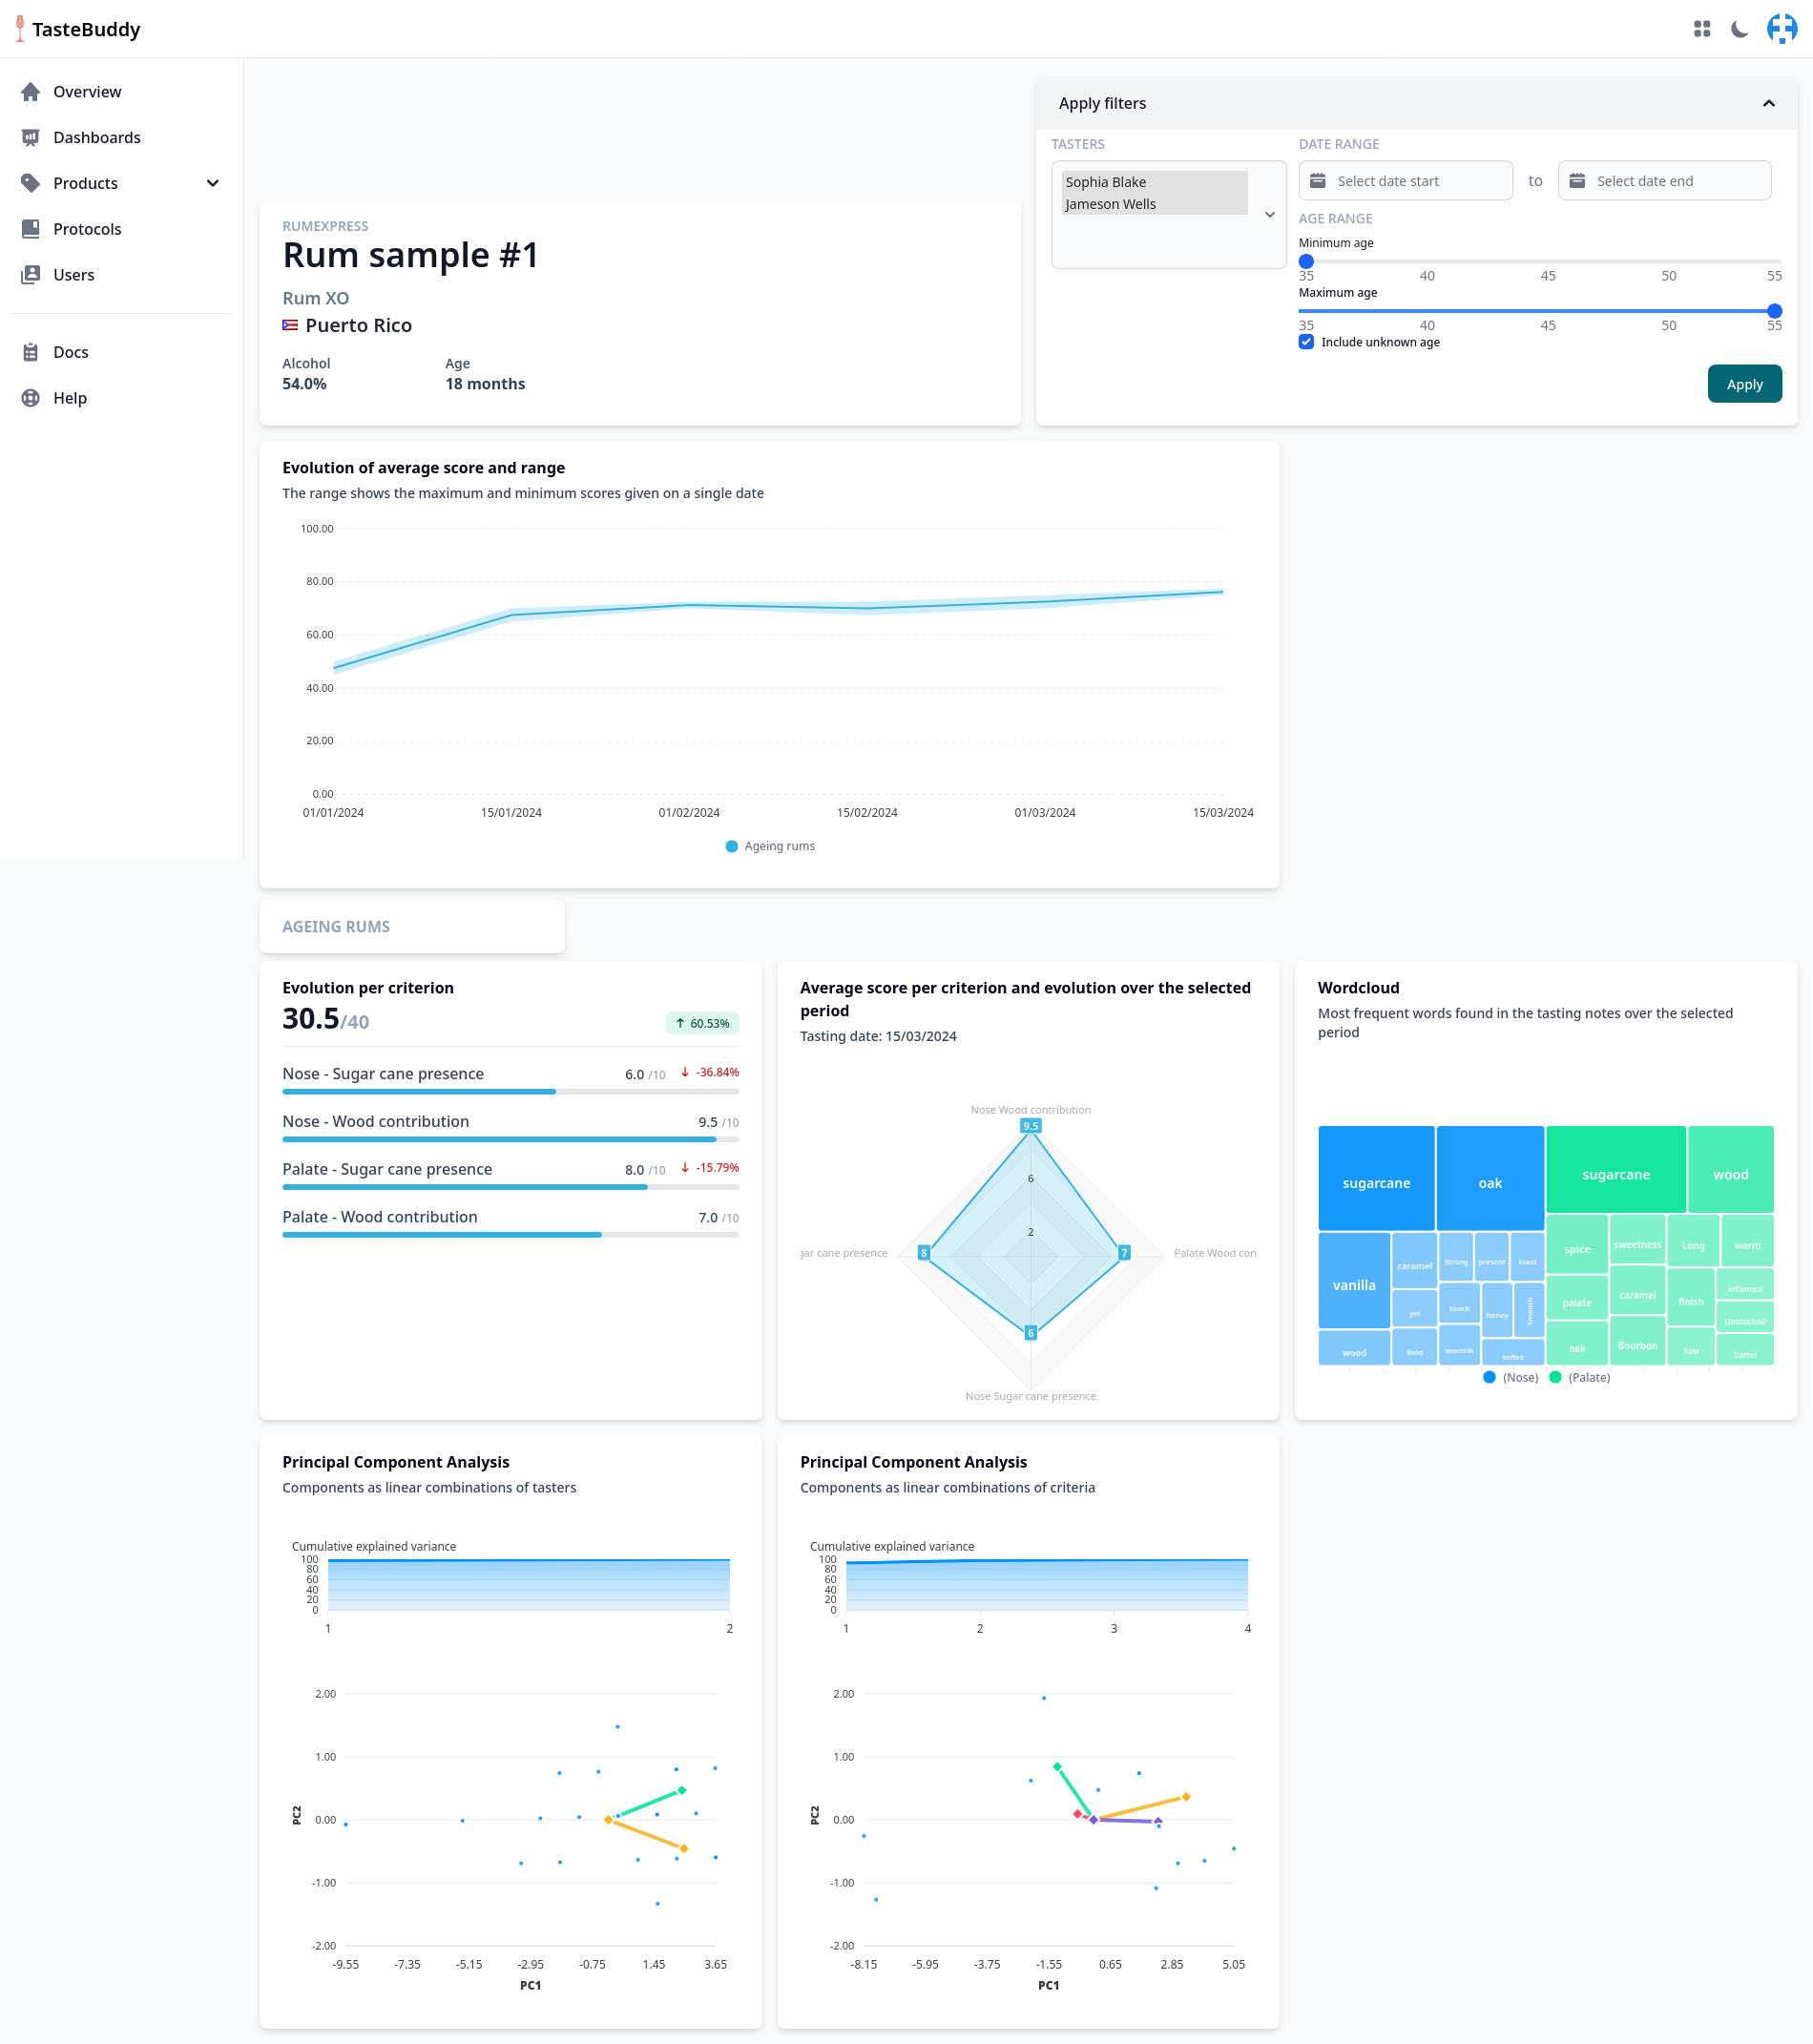 TasteBuddy
Overview
Dashboards
Products
Protocols
Users
Docs
Help
Apply filters
TASTERS
Sophia Blake
Jameson Wells
DATE RANGE
Select date start
to
Select date end
AGE RANGE
Minimum age
35 40 45 50 55
Maximum age
35 40 45 50 55
Include unknown age
Apply
RUMEXPRESS
Rum sample #1
Rum XO
Puerto Rico
Alcohol Age
54.0% 18 months
Evolution of average score and range
The range shows the maximum and minimum scores given on a single date
100.00
80.00
60.00
40.00
20.00
0.00
01/01/2024 15/01/2024 01/02/2024 15/02/2024 01/03/2024 15/03/2024
Ageing rums
AGEING RUMS
Evolution per criterion
30.5/40
60.53%
Nose - Sugar cane presence 6.0 /10 -36.84%
Nose - Wood contribution 9.5 /10
Palate - Sugar cane presence 8.0 /10 -15.79%
Palate - Wood contribution 7.0 /10
Average score per criterion and evolution over the selected
period
Tasting date: 15/03/2024
Nose Wood contribution
9.5
6
2
gar cane presence 8 7 Palate Wood con
6
Nose Sugar cane presence
Wordcloud
Most frequent words found in the tasting notes over the selected
period
sugarcane oak sugarcane wood
vanilla caramel Strong present toast spice sweetness Long warm
yet touch honey Smooth palate caramel finish influence
Untouched
wood Bold warmth toffee oak Bourbon Raw barrel
(Nose) (Palate)
Principal Component Analysis
Components as linear combinations of tasters
Cumulative explained variance
100
80
60
40
20
0
1 2
2.00
1.00
0.00
-1.00
-2.00
PC2
-9.55 -7.35 -5.15 -2.95 -0.75 1.45 3.65
PC1
Principal Component Analysis
Components as linear combinations of criteria
Cumulative explained variance
100
80
60
40
20
0
1 2 3 4
2.00
1.00
0.00
-1.00
-2.00
PC2
-8.15 -5.95 -3.75 -1.55 0.65 2.85 5.05
PC1